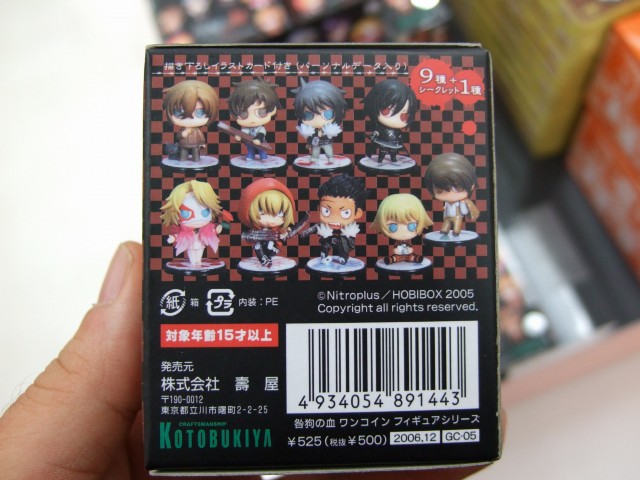 描き下ろしイラストカード付き(パーソナルデータ入り)
9種+
シークレット1種
©Nitroplus/HOBIBOX 2005
Copyright all rights reserved.
紙 箱 プラ 内装:PE
対象年齢15才以上
発売元
株式会社 壽屋
〒190-0012
東京都立川市曙町2-2-25
CRAFTSMANSHIP
KOTOBUKIYA
4 934054 891443
咎狗の血 ワンコイン フィギュアシリーズ
¥525(税抜¥500) 2006.12 GC-05